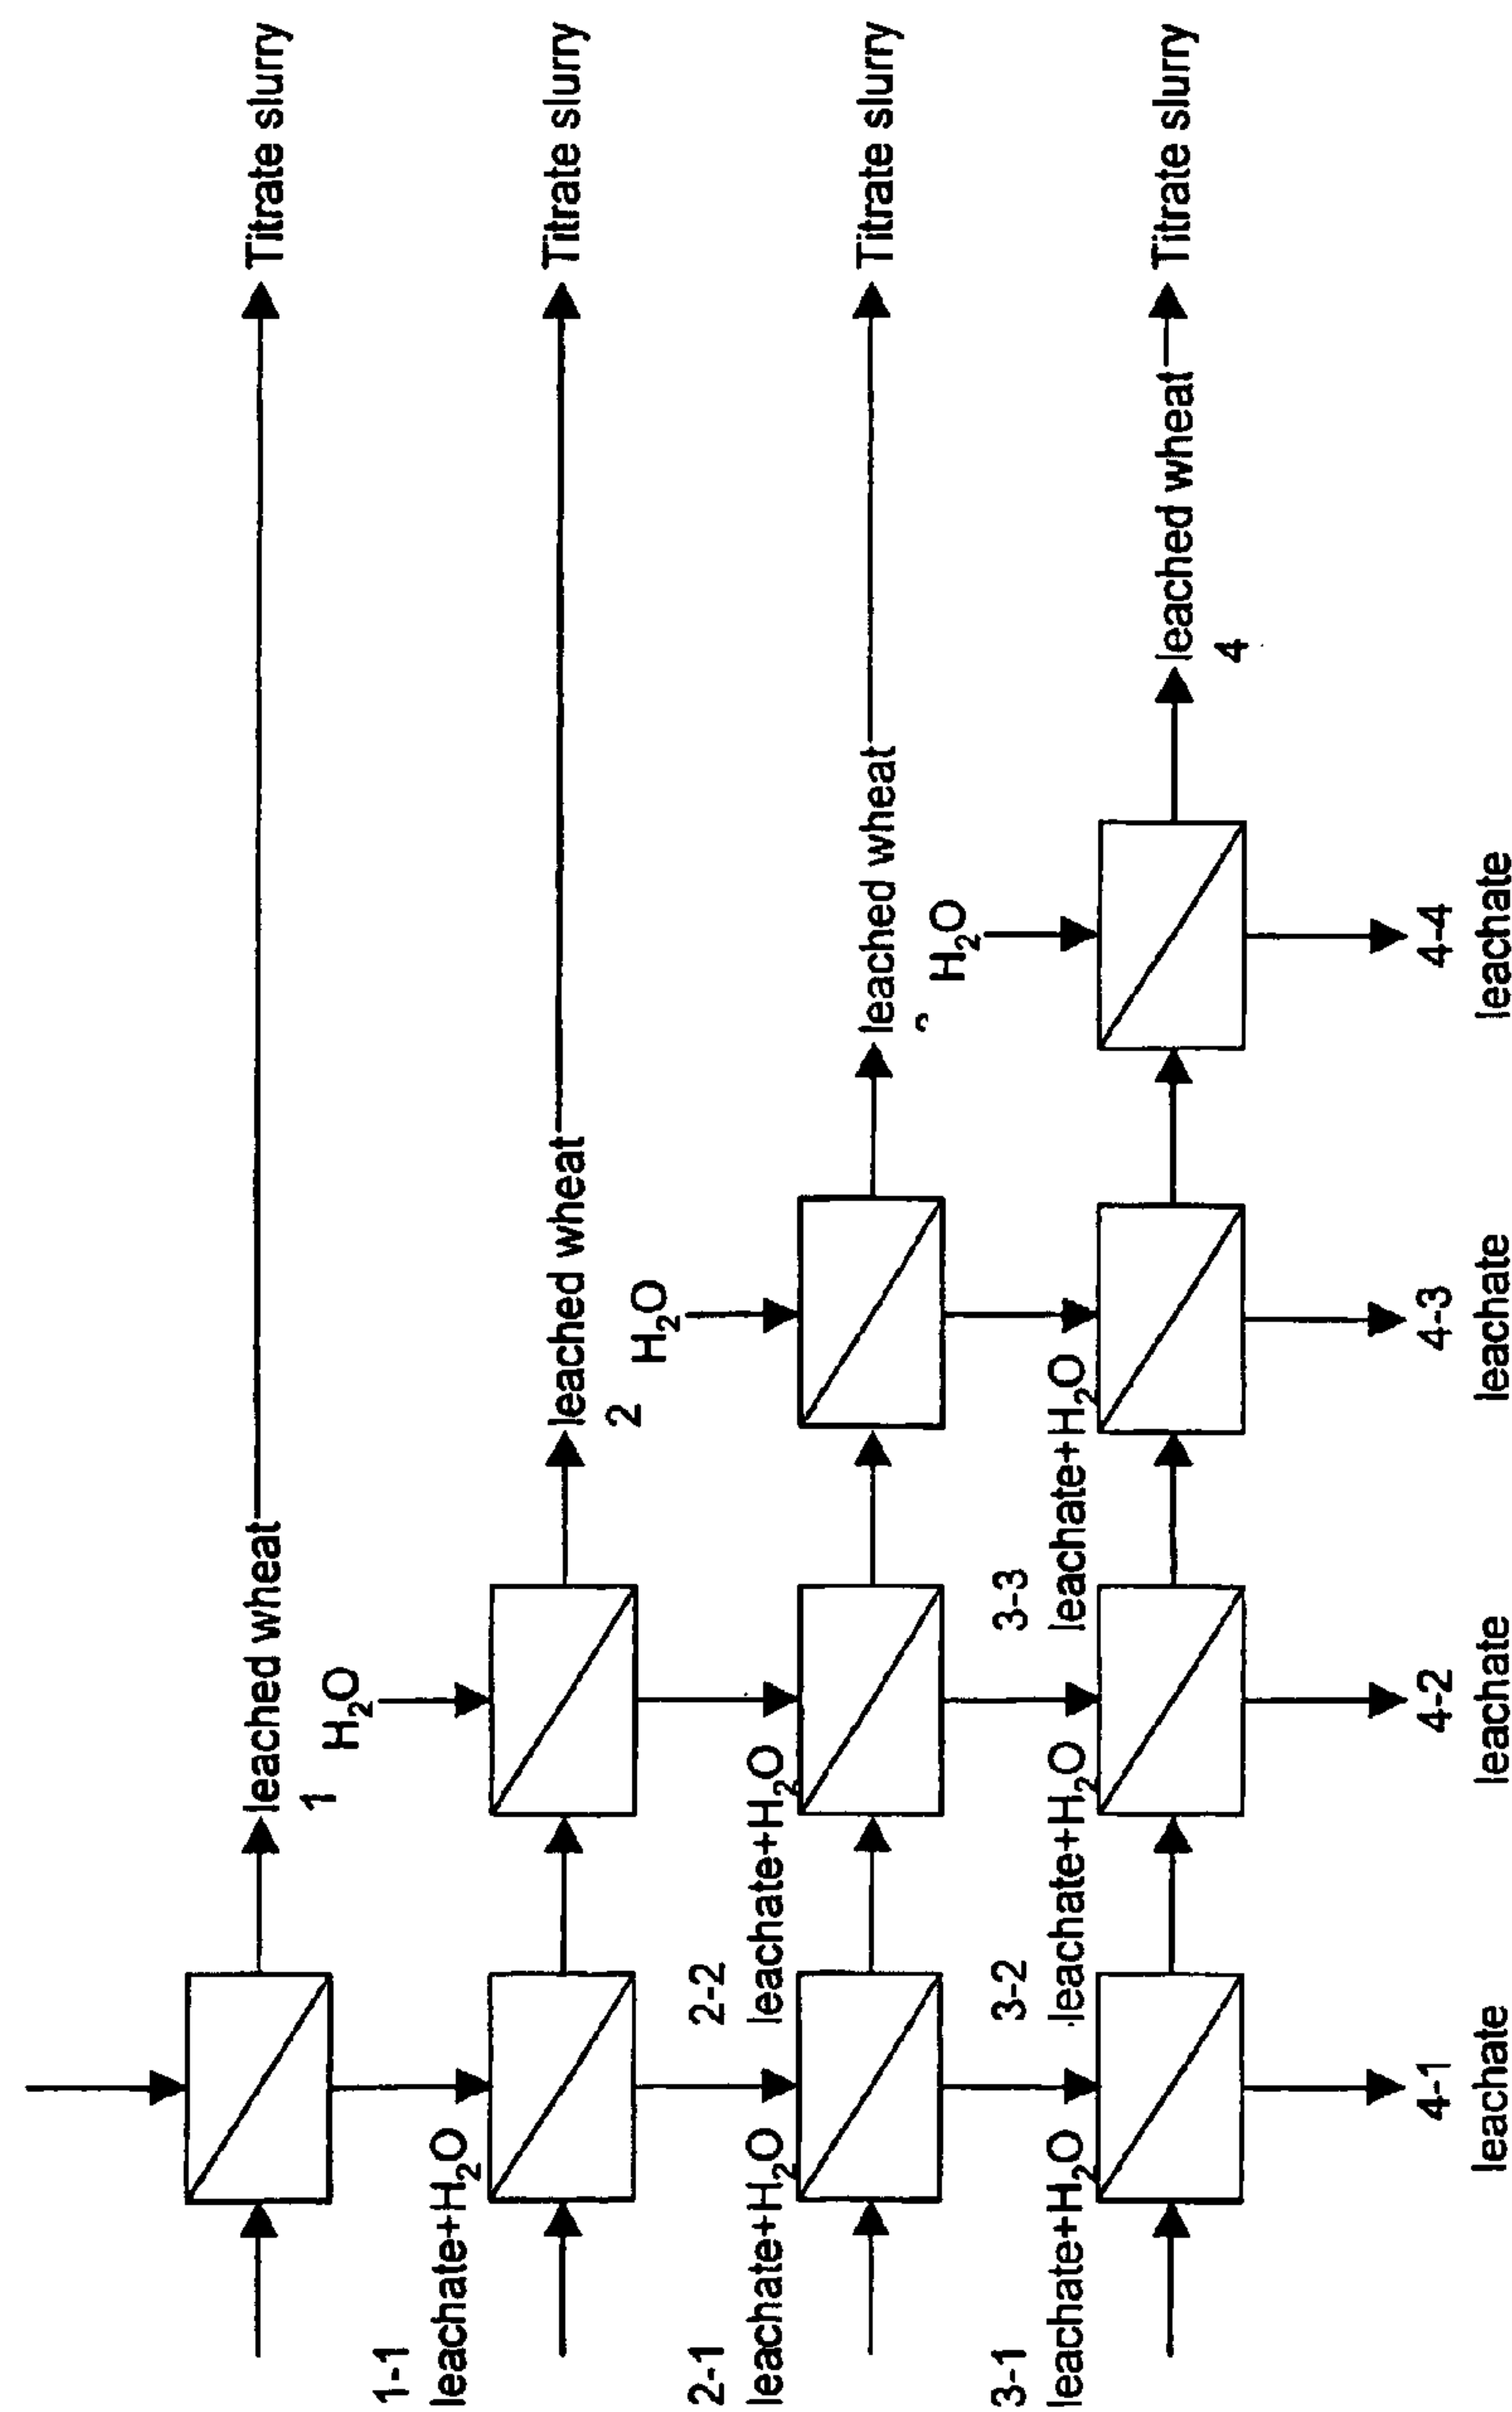 leached wheat
1
Titrate slurry
H₂O
1-1
leachate+H₂O
leached wheat
2
Titrate slurry
H₂O
2-1
leachate+H₂O
2-2
leachate+H₂O
leached wheat
Titrate slurry
H₂O
3-1
leachate+H₂O
3-2
leachate+H₂O
3-3
leachate+H₂O
leached wheat
4
Titrate slurry
4-1
leachate
4-2
leachate
4-3
leachate
4-4
leachate